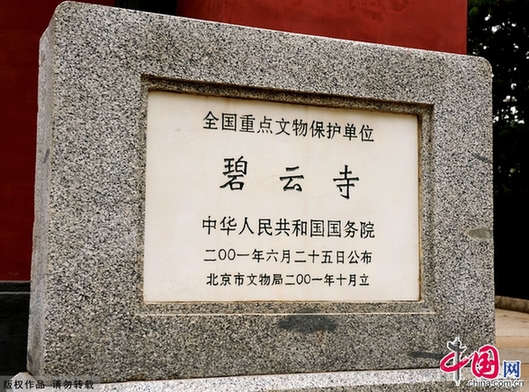 全国重点文物保护单位
碧云寺
中华人民共和国国务院
二〇〇一年六月二十五日公布
北京市文物局二〇〇一年十月立
版权作品 请勿转载
中国网
www.china.com.cn